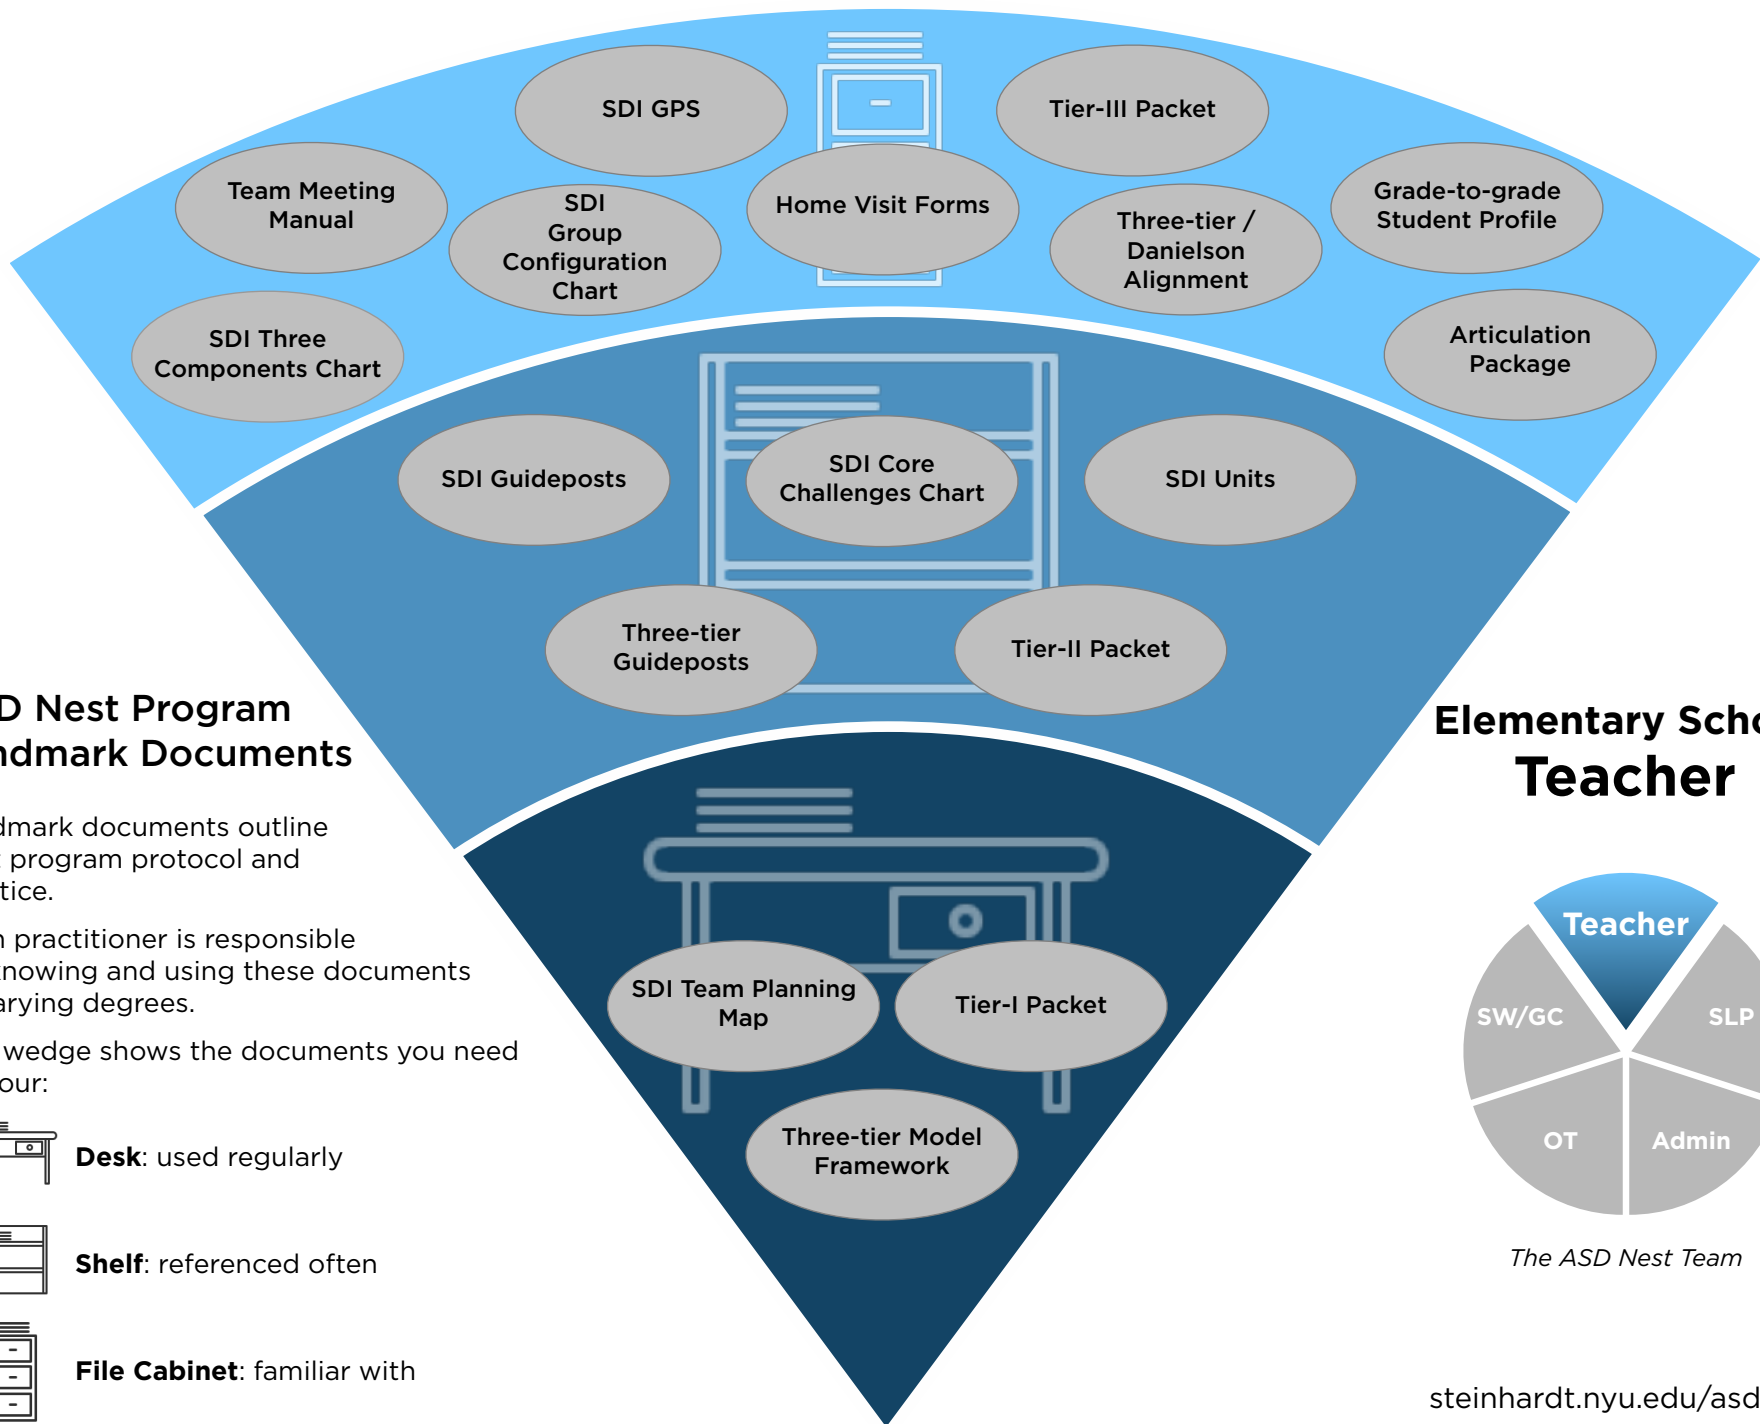 SDI GPS
Tier-III Packet
Team Meeting
Manual
SDI
Group
Configuration
Chart
Home Visit Forms
Three-tier /
Danielson
Alignment
Grade-to-grade
Student Profile
SDI Three
Components Chart
Articulation
Package
SDI Guideposts
SDI Core
Challenges Chart
SDI Units
Three-tier
Guideposts
Tier-II Packet
SDI Team Planning
Map
Tier-I Packet
Three-tier Model
Framework
D Nest Program
ndmark Documents
dmark documents outline
program protocol and
tice.
practitioner is responsible
knowing and using these documents
arying degrees.
wedge shows the documents you need
our:
Desk: used regularly
Shelf: referenced often
File Cabinet: familiar with
Elementary Scho
Teacher
Teacher
SW/GC
SLP
OT
Admin
The ASD Nest Team
steinhardt.nyu.edu/asd